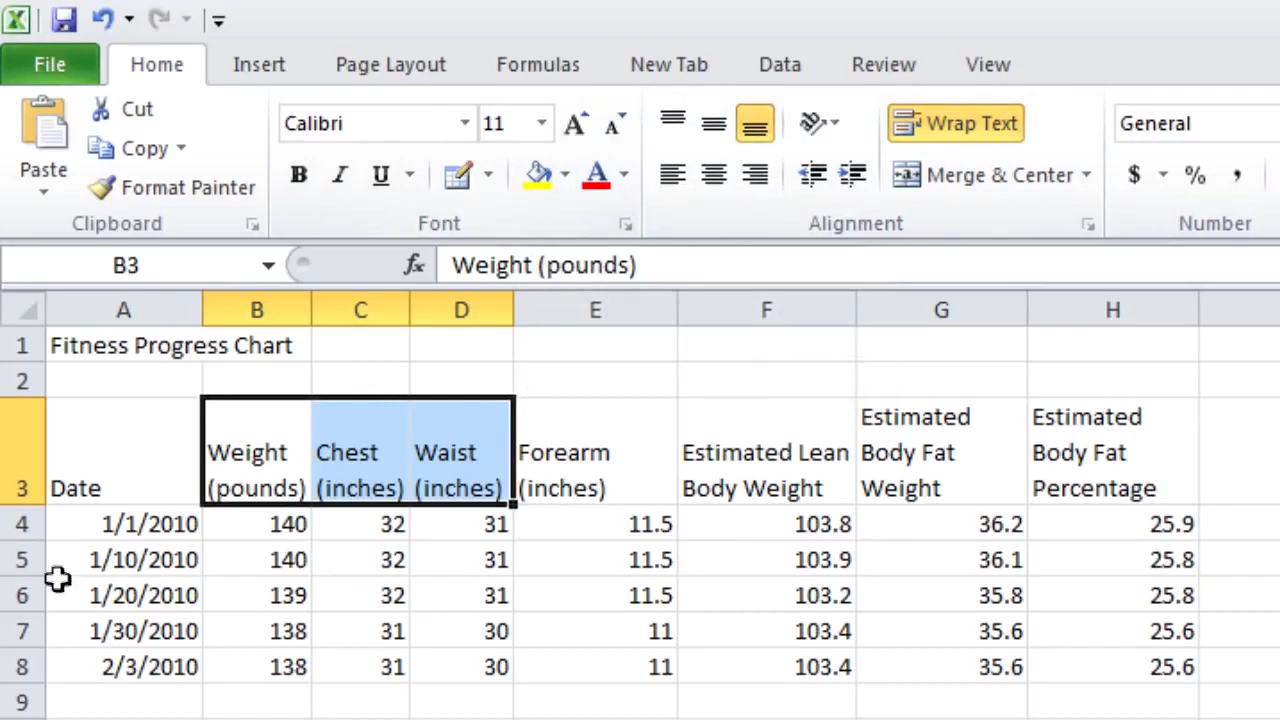 File Home Insert Page Layout Formulas New Tab Data Review View
Cut
Calibri 11 Wrap Text General
Copy
Paste B I U A Merge & Center $ % ,
Format Painter
Clipboard Font Alignment Number
B3 fx Weight (pounds)
A B C D E F G H
1 Fitness Progress Chart
2
Estimated Estimated
Weight Chest Waist Forearm Estimated Lean Body Fat Body Fat
3 Date (pounds) (inches) (inches) (inches) Body Weight Weight Percentage
4 1/1/2010 140 32 31 11.5 103.8 36.2 25.9
5 1/10/2010 140 32 31 11.5 103.9 36.1 25.8
6 1/20/2010 139 32 31 11.5 103.2 35.8 25.8
7 1/30/2010 138 31 30 11 103.4 35.6 25.6
8 2/3/2010 138 31 30 11 103.4 35.6 25.6
9